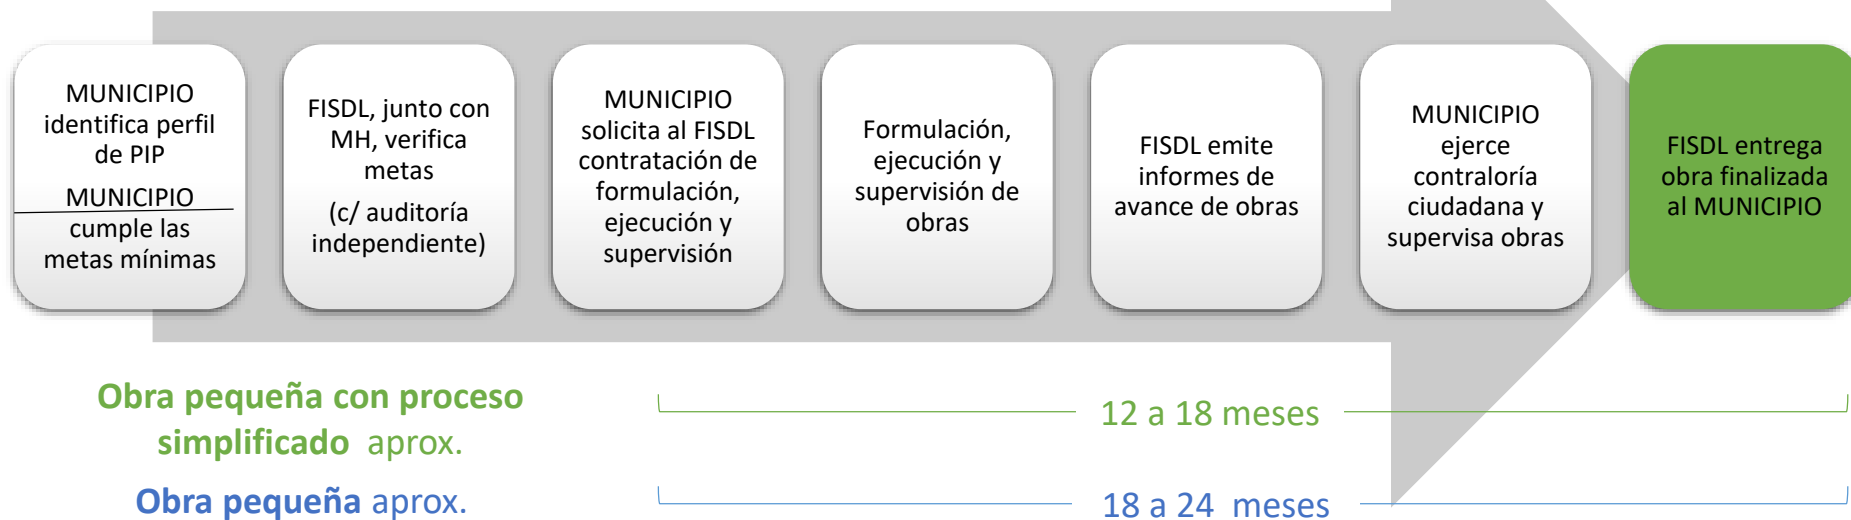 MUNICIPIO
identifica perfil
de PIP
MUNICIPIO
cumple las
metas mínimas
FISDL, junto con
MH, verifica
metas
(c/ auditoría
independiente)
MUNICIPIO
solicita al FISDL
contratación de
formulación,
ejecución y
supervisión
Formulación,
ejecución y
supervisión de
obras
FISDL emite
informes de
avance de obras
MUNICIPIO
ejerce
contraloría
ciudadana y
supervisa obras
FISDL entrega
obra finalizada
al MUNICIPIO
Obra pequeña con proceso
simplificado aprox.
12 a 18 meses
Obra pequeña aprox.
18 a 24 meses